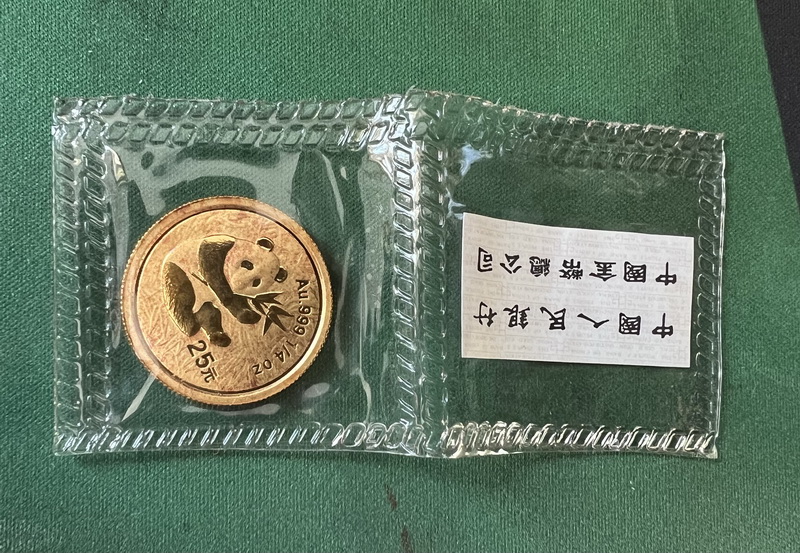 Au.999 1/4 oz
25元
中國人民銀行
中國金幣總公司